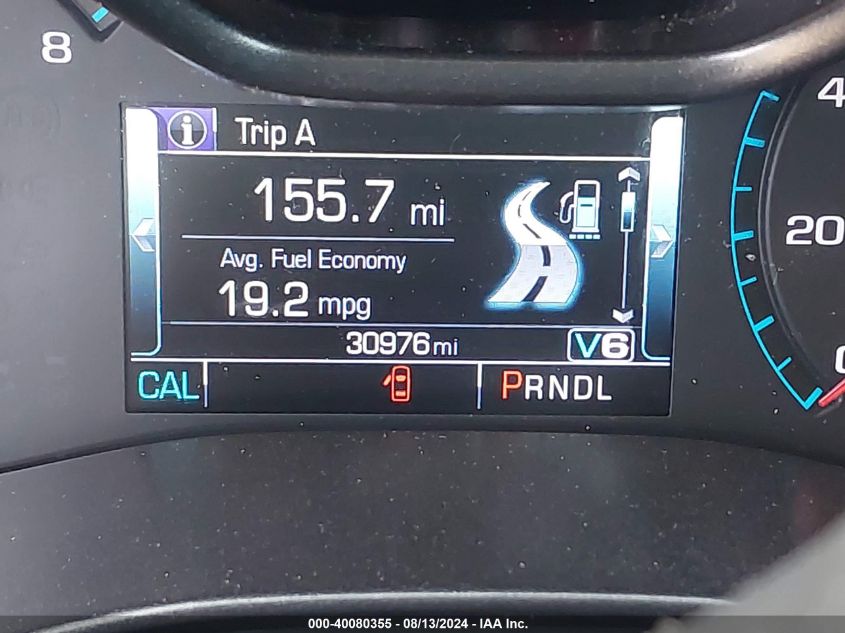 8
Trip A
155.7 mi
Avg. Fuel Economy
19.2 mpg
30976mi
V6
CAL
PRNDL
4
20
0
000-40080355 - 08/13/2024 - IAA Inc.